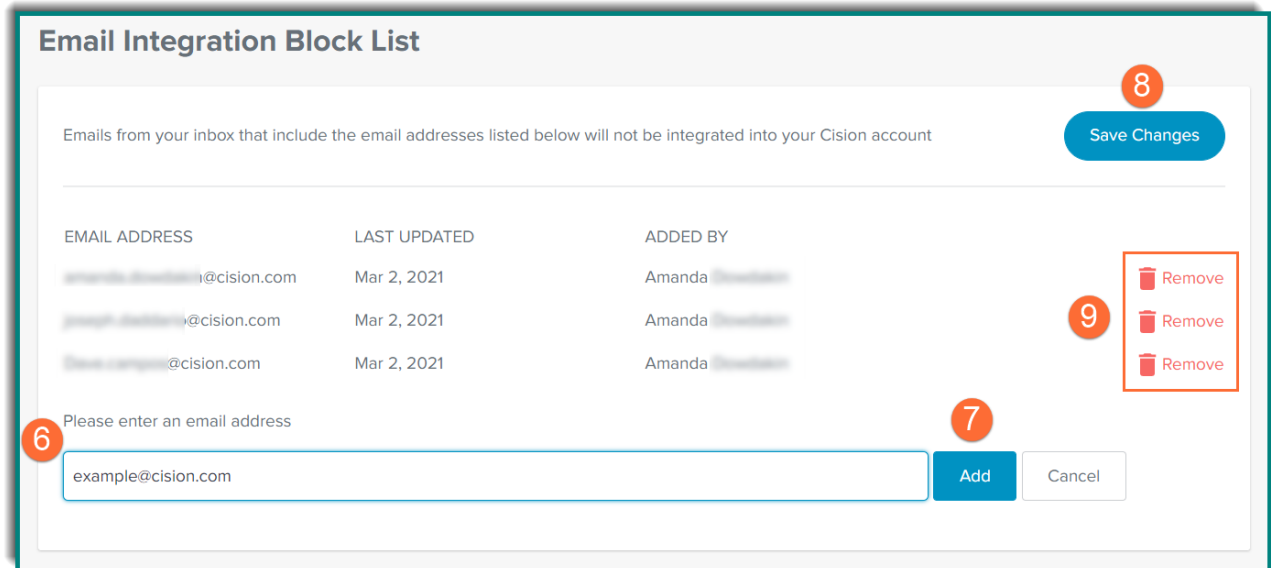 Email Integration Block List
8
Emails from your inbox that include the email addresses listed below will not be integrated into your Cision account
Save Changes
EMAIL ADDRESS LAST UPDATED ADDED BY
@cision.com Mar 2, 2021 Amanda Remove
@cision.com Mar 2, 2021 Amanda Remove
9
@cision.com Mar 2, 2021 Amanda Remove
Please enter an email address
6
7
example@cision.com
Add
Cancel